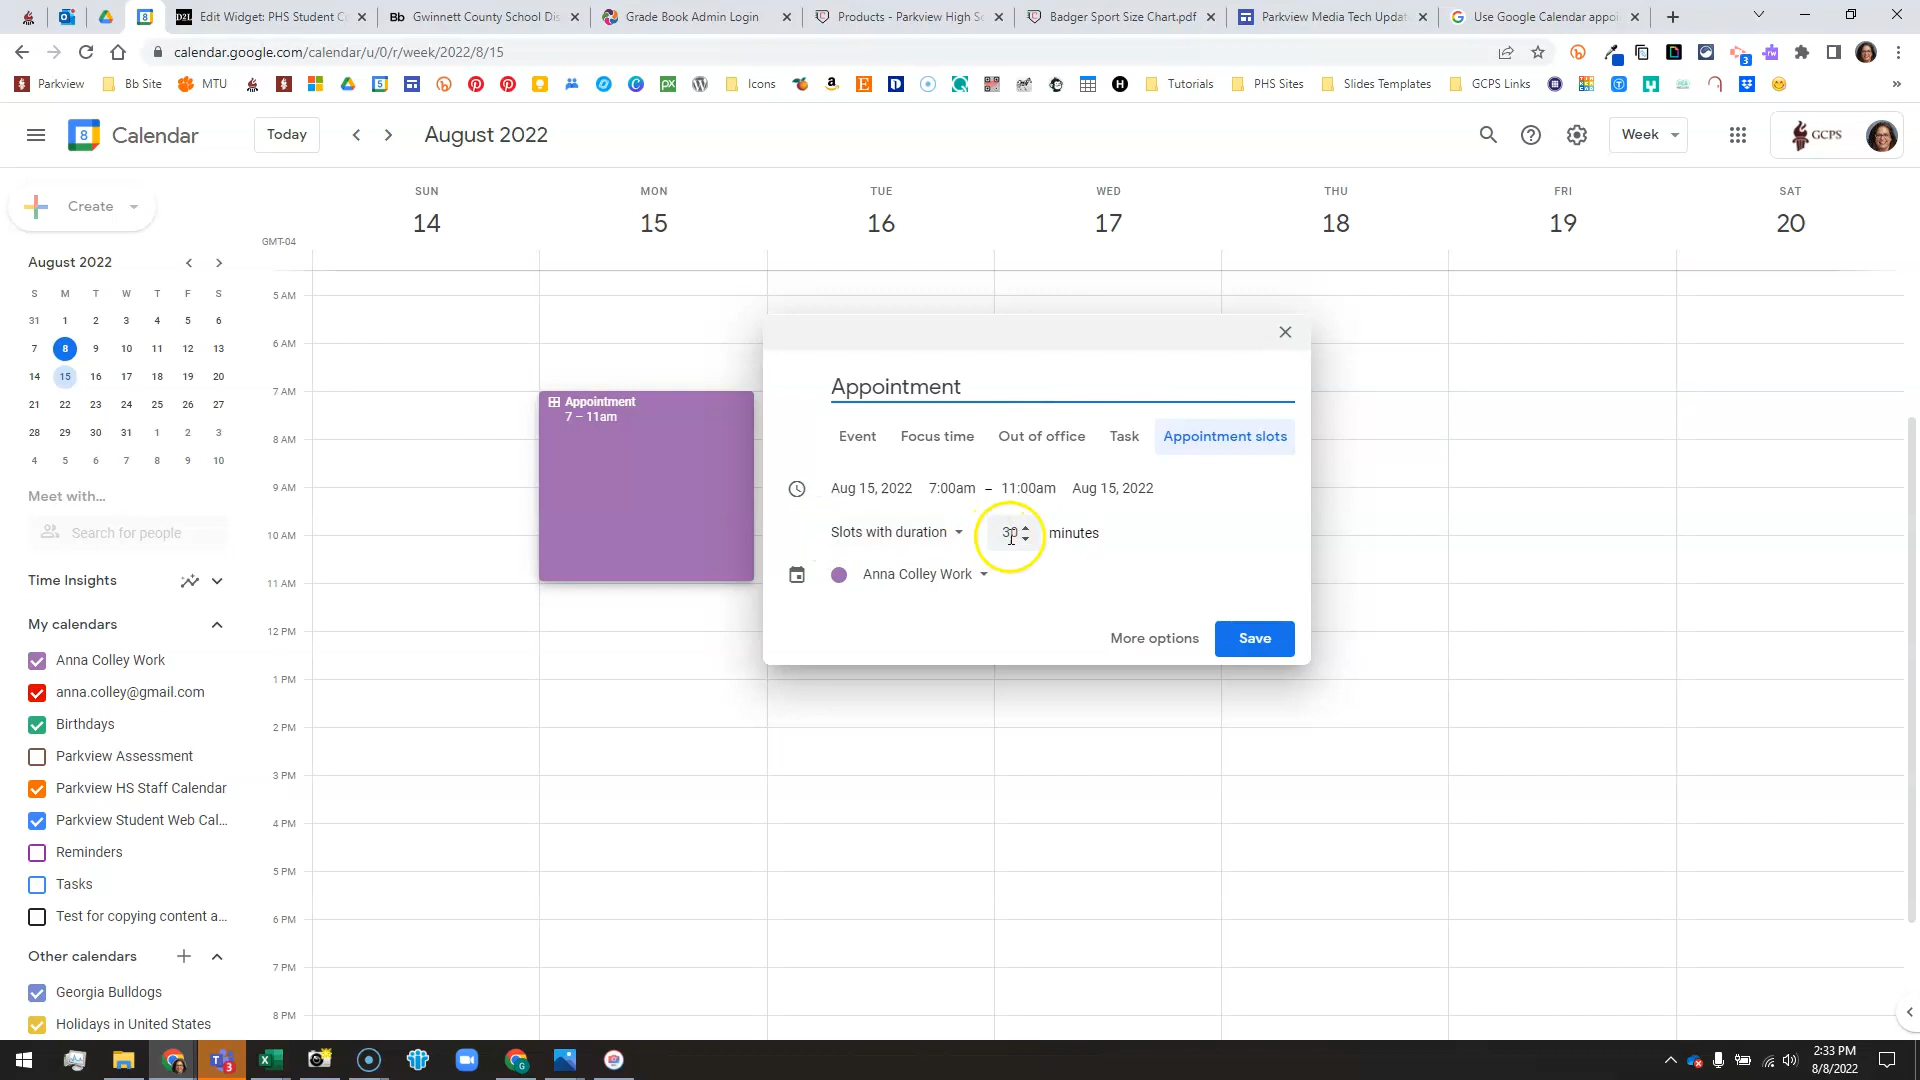 Edit Widget: PHS Student C
Gwinnett County School Dis
Grade Book Admin Login
Products - Parkview High Sc
Badger Sport Size Chart.pdf
Parkview Media Tech Updat
Use Google Calendar appoi
calendar.google.com/calendar/u/0/r/week/2022/8/15
Parkview
Bb Site
MTU
Icons
Tutorials
PHS Sites
Slides Templates
GCPS Links
»
8 Calendar
Today
August 2022
Week
GCPS
Create
SUN
MON
TUE
WED
THU
FRI
SAT
14
15
16
17
18
19
20
GMT-04
August 2022
S M T W T F S
31 1 2 3 4 5 6
7 8 9 10 11 12 13
14 15 16 17 18 19 20
21 22 23 24 25 26 27
28 29 30 31 1 2 3
4 5 6 7 8 9 10
Meet with...
Search for people
Time Insights
My calendars
Anna Colley Work
anna.colley@gmail.com
Birthdays
Parkview Assessment
Parkview HS Staff Calendar
Parkview Student Web Cal...
Reminders
Tasks
Test for copying content a...
Other calendars
Georgia Bulldogs
Holidays in United States
5 AM
6 AM
7 AM
8 AM
9 AM
10 AM
11 AM
12 PM
1 PM
2 PM
3 PM
4 PM
5 PM
6 PM
7 PM
8 PM
Appointment
7 – 11am
Appointment
Event Focus time Out of office Task Appointment slots
Aug 15, 2022 7:00am – 11:00am Aug 15, 2022
Slots with duration 30 minutes
Anna Colley Work
More options Save
2:33 PM
8/8/2022